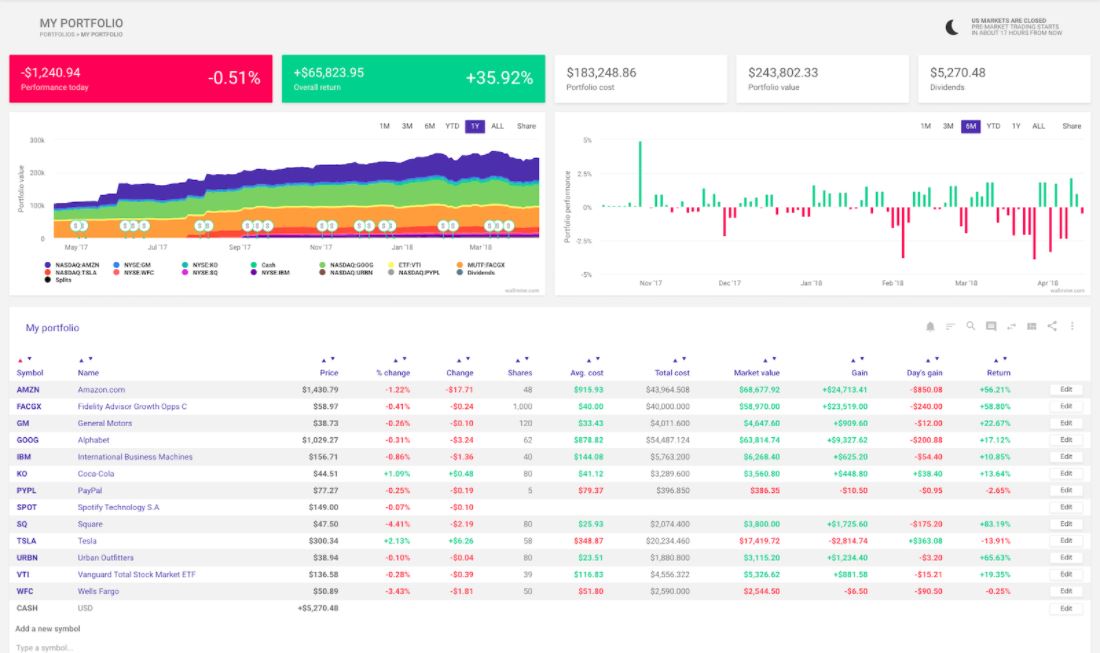 MY PORTFOLIO
PORTFOLIOS > MY PORTFOLIO
US MARKETS ARE CLOSED
PRE-MARKET TRADING STARTS
IN ABOUT 17 HOURS FROM NOW
-$1,240.94
Performance today
-0.51%
+$65,823.95
Overall return
+35.92%
$183,248.86
Portfolio cost
$243,802.33
Portfolio value
$5,270.48
Dividends
1M 3M 6M YTD 1Y ALL Share
Portfolio value
300k
200k
100k
0
May '17 Jul '17 Sep '17 Nov '17 Jan '18 Mar '18
NASDAQ:AMZN NYSE:GM NYSE:KO Cash NASDAQ:GOOG ETF:VTI MUTF:FACGX
NASDAQ:TSLA NYSE:WFC NYSE:SQ NYSE:IBM NASDAQ:URBN NASDAQ:PYPL Dividends
Splits
wallmine.com
1M 3M 6M YTD 1Y ALL Share
Portfolio performance
5%
2.5%
0%
-2.5%
-5%
Nov '17 Dec '17 Jan '18 Feb '18 Mar '18 Apr '18
wallmine.com
My portfolio
Symbol Name Price % change Change Shares Avg. cost Total cost Market value Gain Day's gain Return
AMZN Amazon.com $1,430.79 -1.22% -$17.71 48 $915.93 $43,964.508 $68,677.92 +$24,713.41 -$850.08 +56.21% Edit
FACGX Fidelity Advisor Growth Opps C $58.97 -0.41% -$0.24 1,000 $40.00 $40,000.000 $58,970.00 +$23,519.00 -$240.00 +58.80% Edit
GM General Motors $38.73 -0.26% -$0.10 120 $33.43 $4,011.600 $4,647.60 +$909.60 -$12.00 +22.67% Edit
GOOG Alphabet $1,029.27 -0.31% -$3.24 62 $878.82 $54,487.124 $63,814.74 +$9,327.62 -$200.88 +17.12% Edit
IBM International Business Machines $156.71 -0.86% -$1.36 40 $144.08 $5,763.200 $6,268.40 +$625.20 -$54.40 +10.85% Edit
KO Coca-Cola $44.51 +1.09% +$0.48 80 $41.12 $3,289.600 $3,560.80 +$448.80 +$38.40 +13.64% Edit
PYPL PayPal $77.27 -0.25% -$0.19 5 $79.37 $396.850 $386.35 -$10.50 -$0.95 -2.65% Edit
SPOT Spotify Technology S.A $149.00 -0.07% -$0.10 Edit
SQ Square $47.50 -4.41% -$2.19 80 $25.93 $2,074.400 $3,800.00 +$1,725.60 -$175.20 +83.19% Edit
TSLA Tesla $300.34 +2.13% +$6.26 58 $348.87 $20,234.460 $17,419.72 -$2,814.74 +$363.08 -13.91% Edit
URBN Urban Outfitters $38.94 -0.10% -$0.04 80 $23.51 $1,880.800 $3,115.20 +$1,234.40 -$3.20 +65.63% Edit
VTI Vanguard Total Stock Market ETF $136.58 -0.28% -$0.39 39 $116.83 $4,556.322 $5,326.62 +$881.58 -$15.21 +19.35% Edit
WFC Wells Fargo $50.89 -3.43% -$1.81 50 $51.80 $2,590.000 $2,544.50 -$6.50 -$90.50 -0.25% Edit
CASH USD +$5,270.48 Edit
Add a new symbol
Type a symbol...